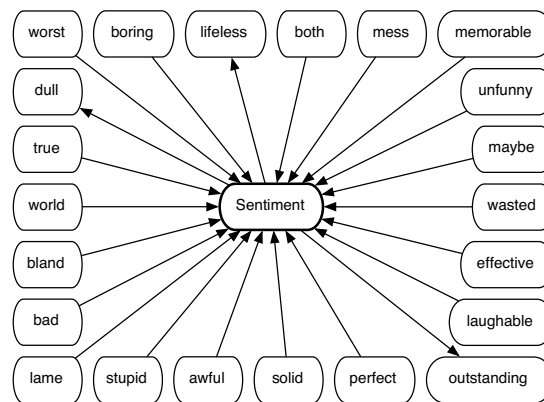 worst boring lifeless both mess memorable
dull unfunny
true maybe
world Sentiment wasted
bland effective
bad laughable
lame stupid awful solid perfect outstanding